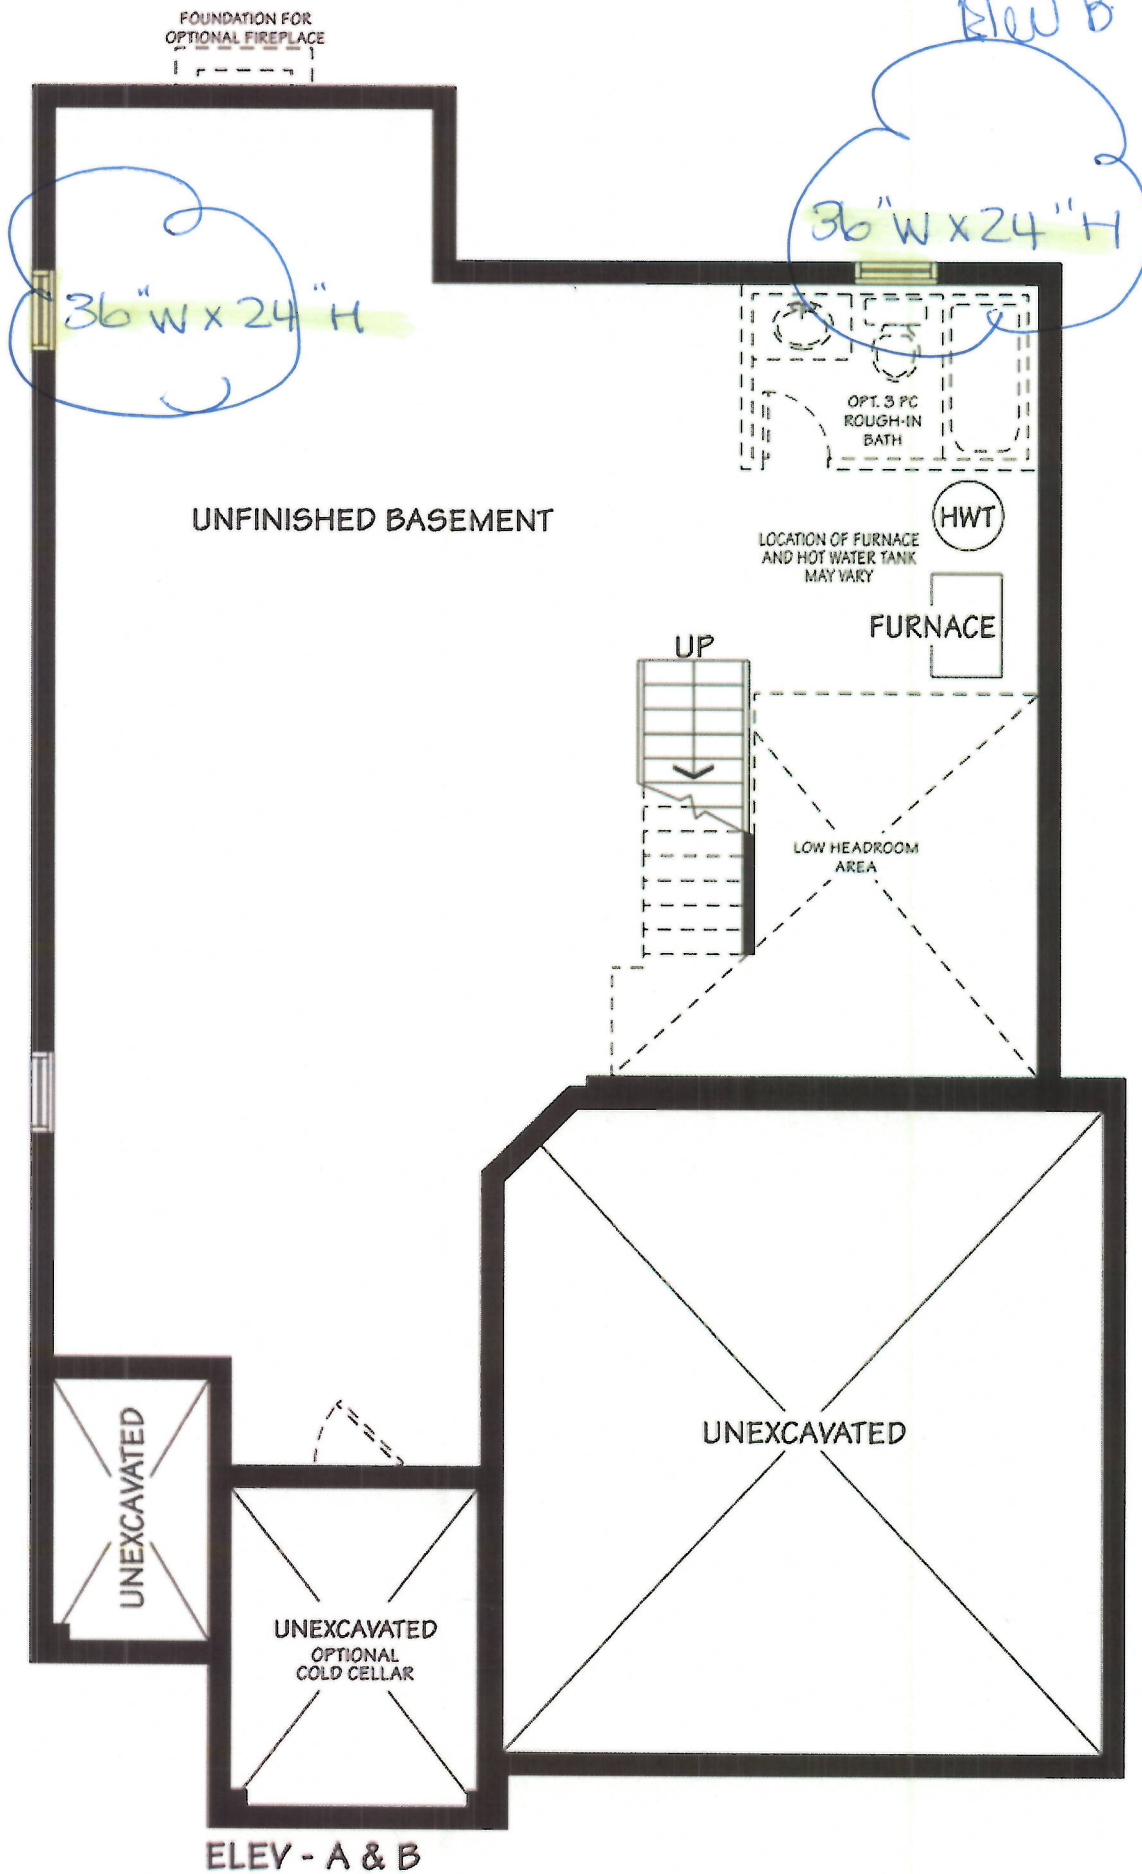 FOUNDATION FOR
OPTIONAL FIREPLACE
Elev B
36"W x 24"H
36"W x 24"H
OPT. 3 PC
ROUGH-IN
BATH
UNFINISHED BASEMENT
HWT
LOCATION OF FURNACE
AND HOT WATER TANK
MAY VARY
FURNACE
UP
LOW HEADROOM
AREA
UNEXCAVATED
UNEXCAVATED
UNEXCAVATED
OPTIONAL
COLD CELLAR
ELEV - A & B